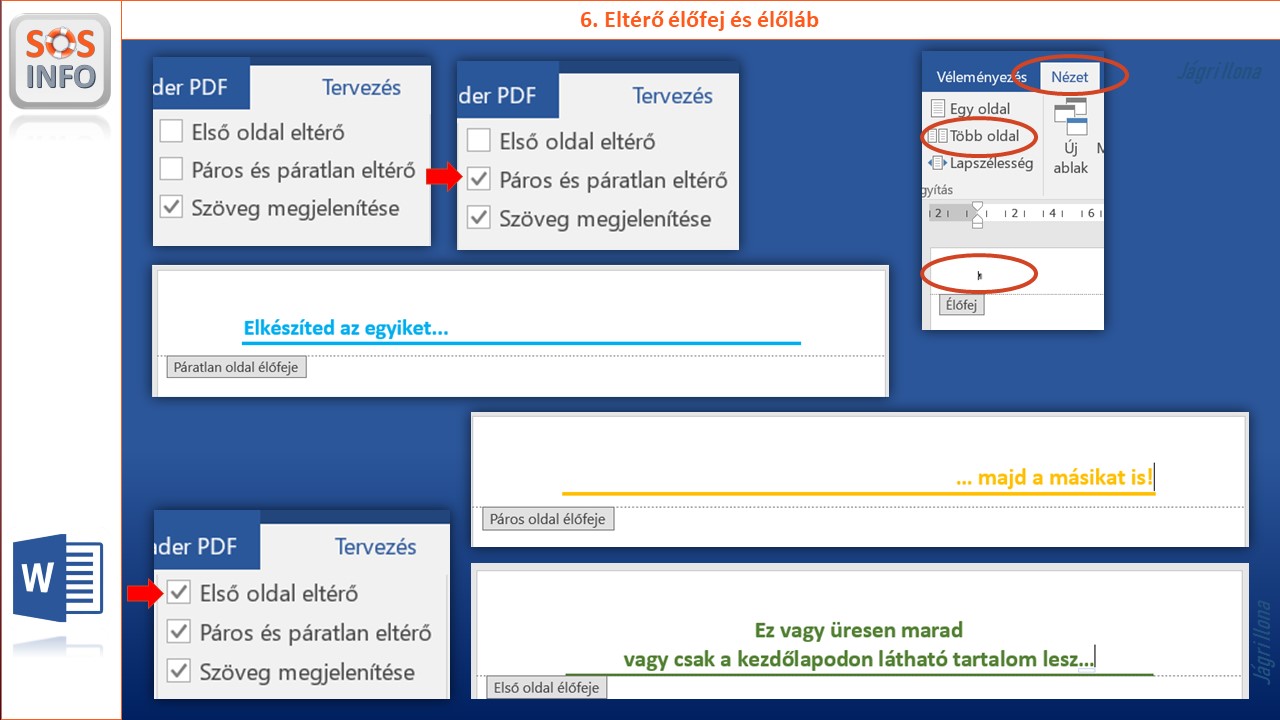 SOS
INFO
6. Eltérő élőfej és élőláb
Jágri Ilona
der PDF
Tervezés
Első oldal eltérő
Páros és páratlan eltérő
Szöveg megjelenítése
der PDF
Tervezés
Első oldal eltérő
Páros és páratlan eltérő
Szöveg megjelenítése
Véleményezés
Nézet
Egy oldal
Több oldal
Lapszélesség
Új
ablak
M
gyítás
2 2 4 6
Élőfej
Elkészíted az egyiket...
Páratlan oldal élőfeje
... majd a másikat is!
Páros oldal élőfeje
ader PDF
Tervezés
Első oldal eltérő
Páros és páratlan eltérő
Szöveg megjelenítése
Ez vagy üresen marad
vagy csak a kezdőlapodon látható tartalom lesz...
Első oldal élőfeje
W
Jágri Ilona